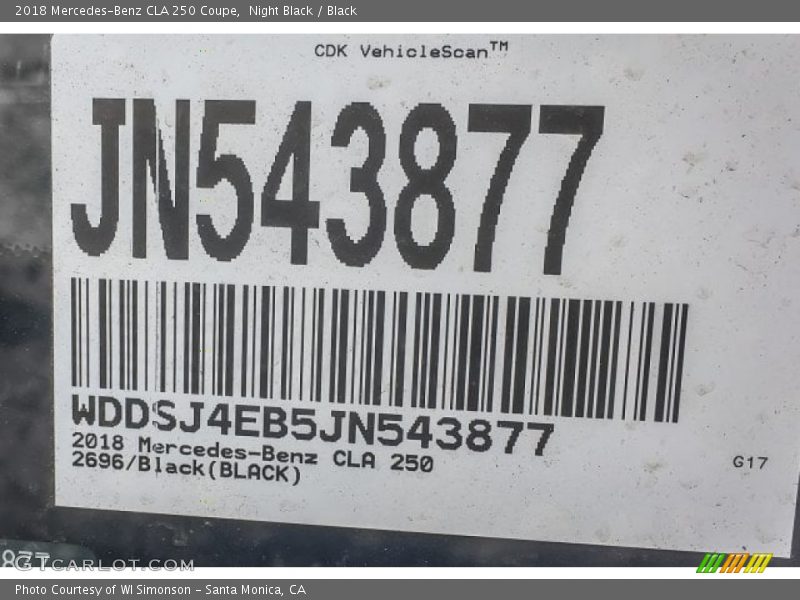 2018 Mercedes-Benz CLA 250 Coupe,  Night Black / Black
CDK VehicleScan™
JN543877
WDDSJ4EB5JN543877
2018 Mercedes-Benz CLA 250
2696/Black(BLACK)
G17
GTCARLOT.COM
Photo Courtesy of WI Simonson - Santa Monica, CA